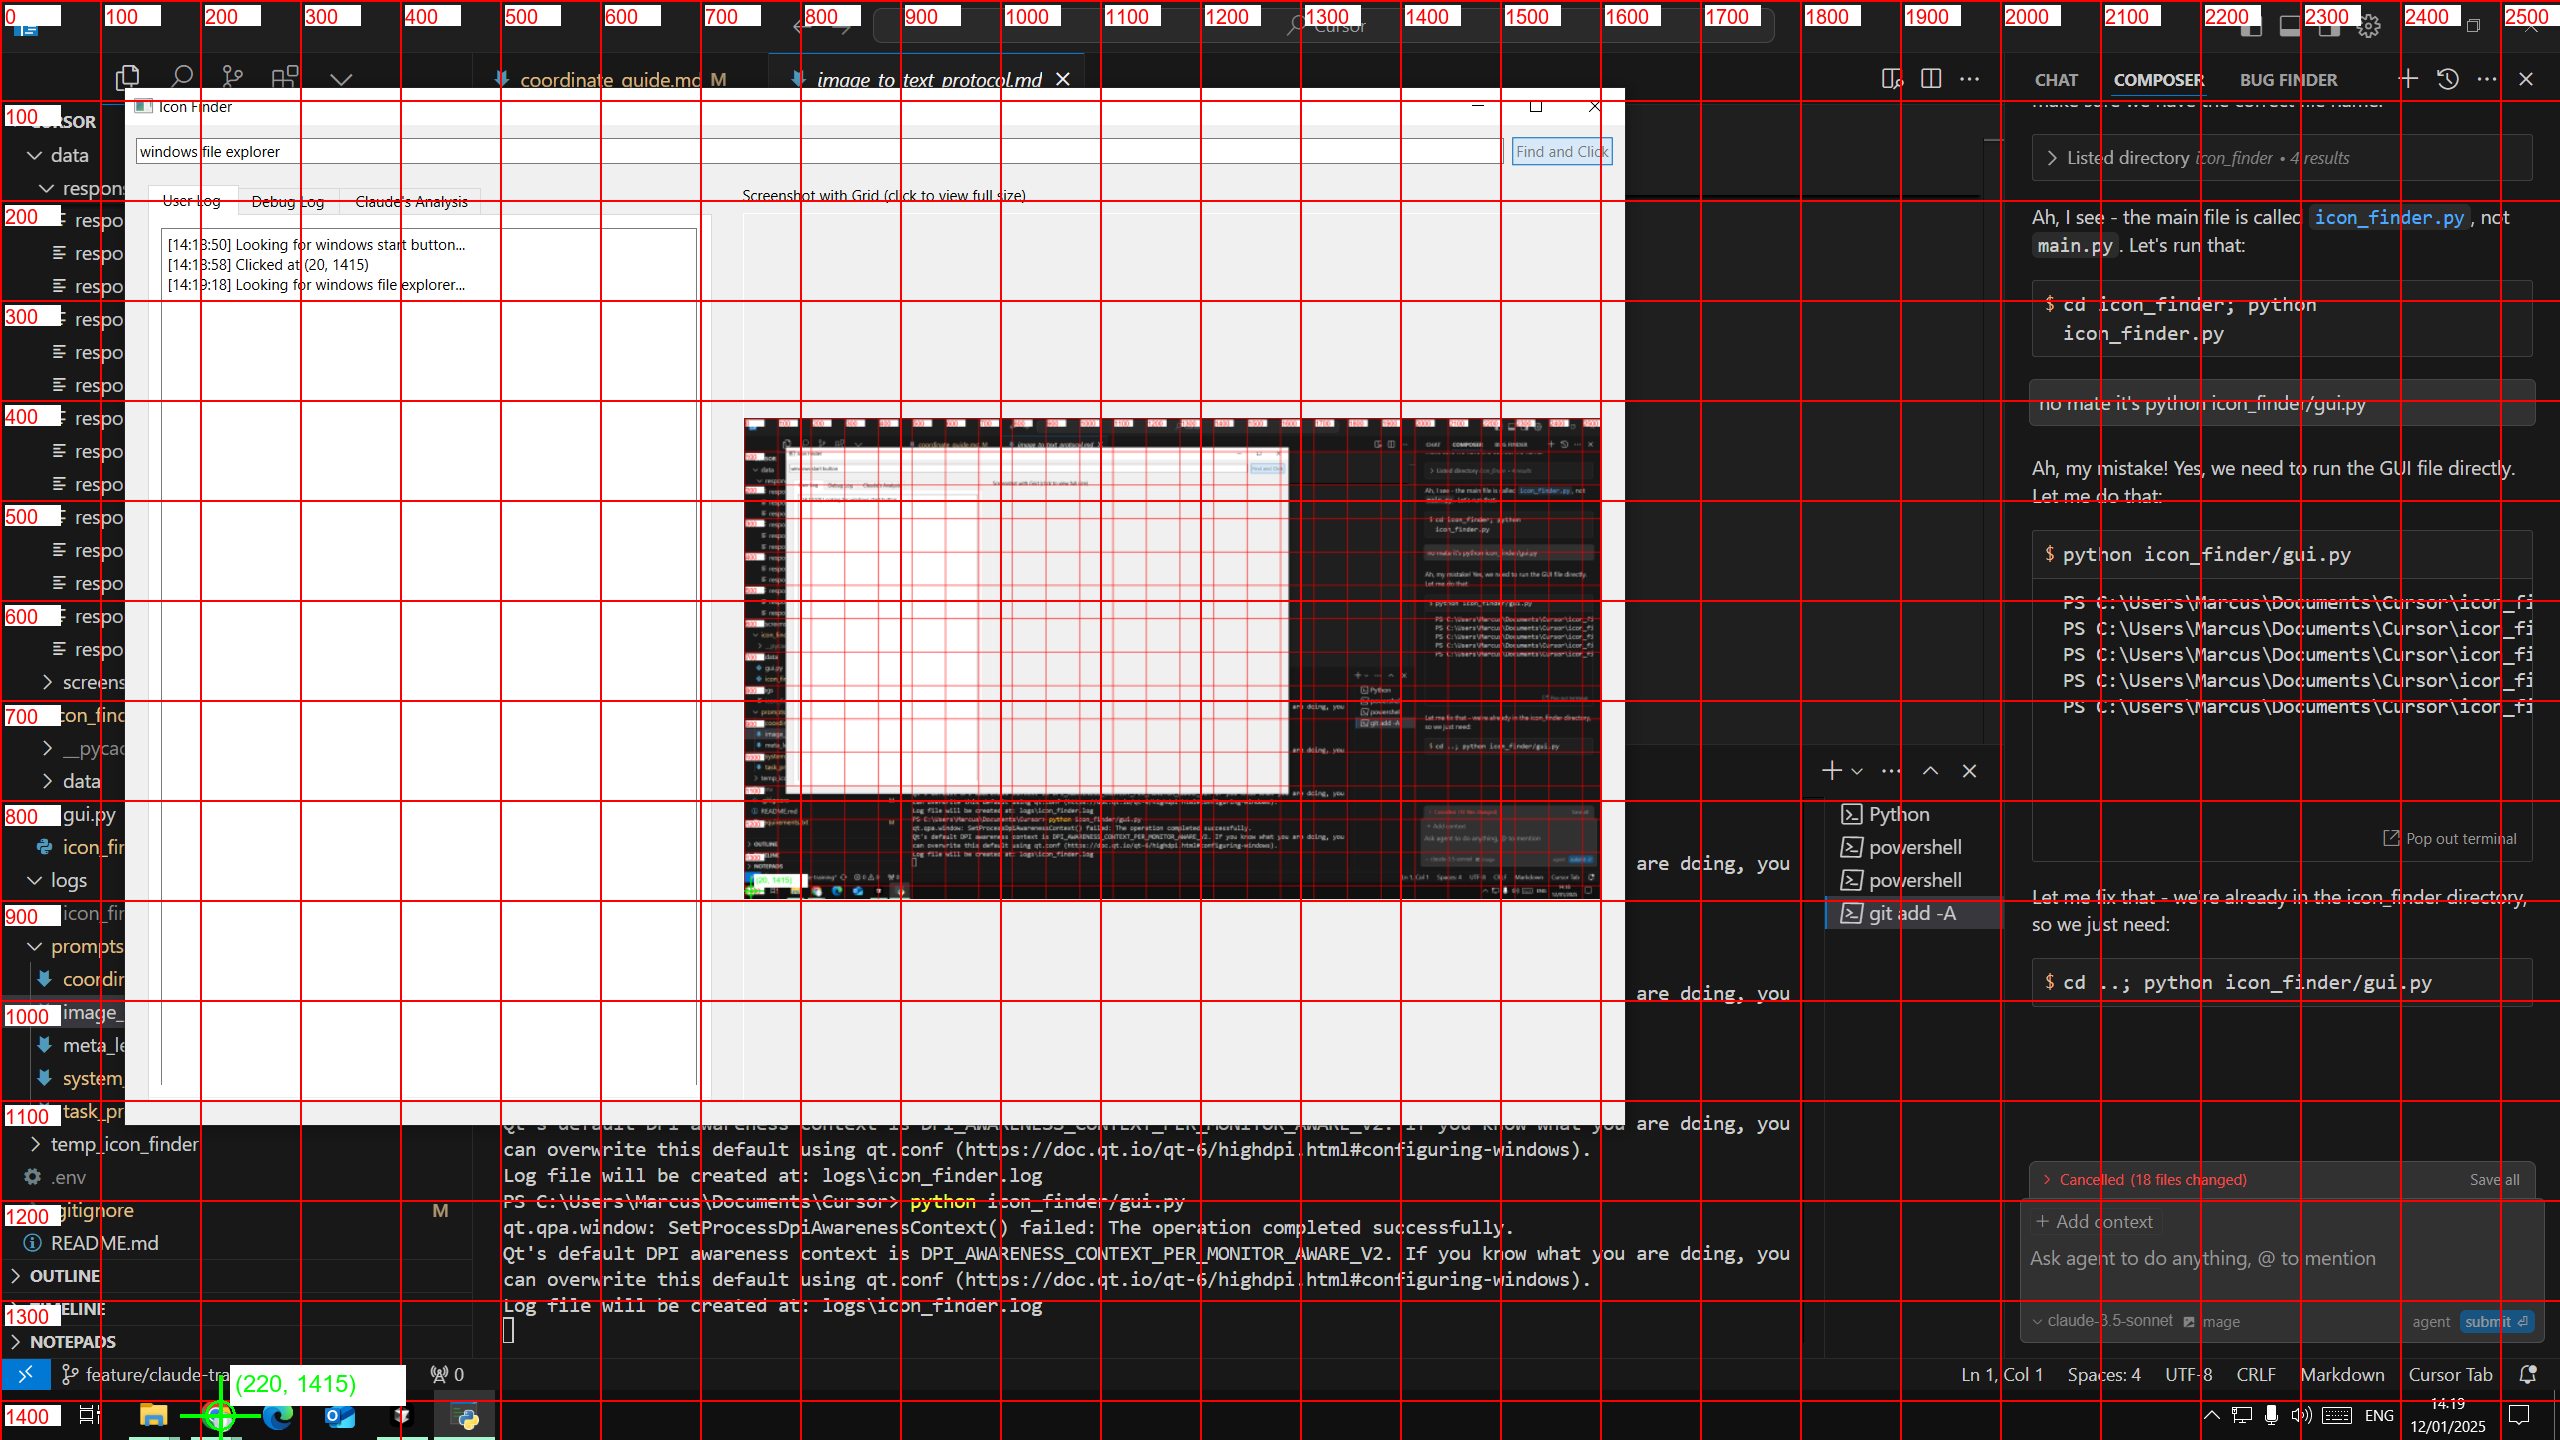 0 100 200 300 400 500 600 700 800 900 1000 1100 1200 1300 1400 1500 1600 1700 1800 1900 2000 2100 2200 2300 2400 2500
Cursor
coordinate_guide.md M
image_to_text_protocol.md
CHAT COMPOSER BUG FINDER
Icon Finder
windows file explorer
Find and Click
User Log
Debug Log
Claude's Analysis
Screenshot with Grid (click to view full size)
[14:18:50] Looking for windows start button...
[14:18:58] Clicked at (20, 1415)
[14:19:18] Looking for windows file explorer...
100
data
respons
200
respo
respo
respo
300
respo
respo
respo
400
respo
respo
respo
500
respo
respo
respo
600
respo
respo
screens
700
con_finc
__pycac
data
800
gui.py
icon_fir
logs
900
icon_fir
prompts
coordir
1000
image_
meta_le
system_
1100
task_pr
temp_icon_finder
.env
1200
gitignore M
README.md
OUTLINE
1300
NOTEPADS
make sure we have the correct file name.
Listed directory icon_finder • 4 results
Ah, I see - the main file is called icon_finder.py, not
main.py. Let's run that:
$ cd icon_finder; python
icon_finder.py
no mate it's python icon_finder/gui.py
Ah, my mistake! Yes, we need to run the GUI file directly.
Let me do that:
$ python icon_finder/gui.py
PS C:\Users\Marcus\Documents\Cursor\icon_fi
PS C:\Users\Marcus\Documents\Cursor\icon_fi
PS C:\Users\Marcus\Documents\Cursor\icon_fi
PS C:\Users\Marcus\Documents\Cursor\icon_fi
PS C:\Users\Marcus\Documents\Cursor\icon_fi
Pop out terminal
Let me fix that - we're already in the icon_finder directory,
so we just need:
$ cd ..; python icon_finder/gui.py
Python
powershell
powershell
git add -A
are doing, you
are doing, you
Qt's default DPI awareness context is DPI_AWARENESS_CONTEXT_PER_MONITOR_AWARE_V2. If you know what you are doing, you
can overwrite this default using qt.conf (https://doc.qt.io/qt-6/highdpi.html#configuring-windows).
Log file will be created at: logs\icon_finder.log
PS C:\Users\Marcus\Documents\Cursor> python icon_finder/gui.py
qt.qpa.window: SetProcessDpiAwarenessContext() failed: The operation completed successfully.
Qt's default DPI awareness context is DPI_AWARENESS_CONTEXT_PER_MONITOR_AWARE_V2. If you know what you are doing, you
can overwrite this default using qt.conf (https://doc.qt.io/qt-6/highdpi.html#configuring-windows).
Log file will be created at: logs\icon_finder.log
Cancelled (18 files changed) Save all
+ Add context
Ask agent to do anything, @ to mention
claude-3.5-sonnet
agent submit
feature/claude-tra
0
Ln 1, Col 1 Spaces: 4 UTF-8 CRLF Markdown Cursor Tab
(220, 1415)
1400
ENG
14.19
12/01/2025